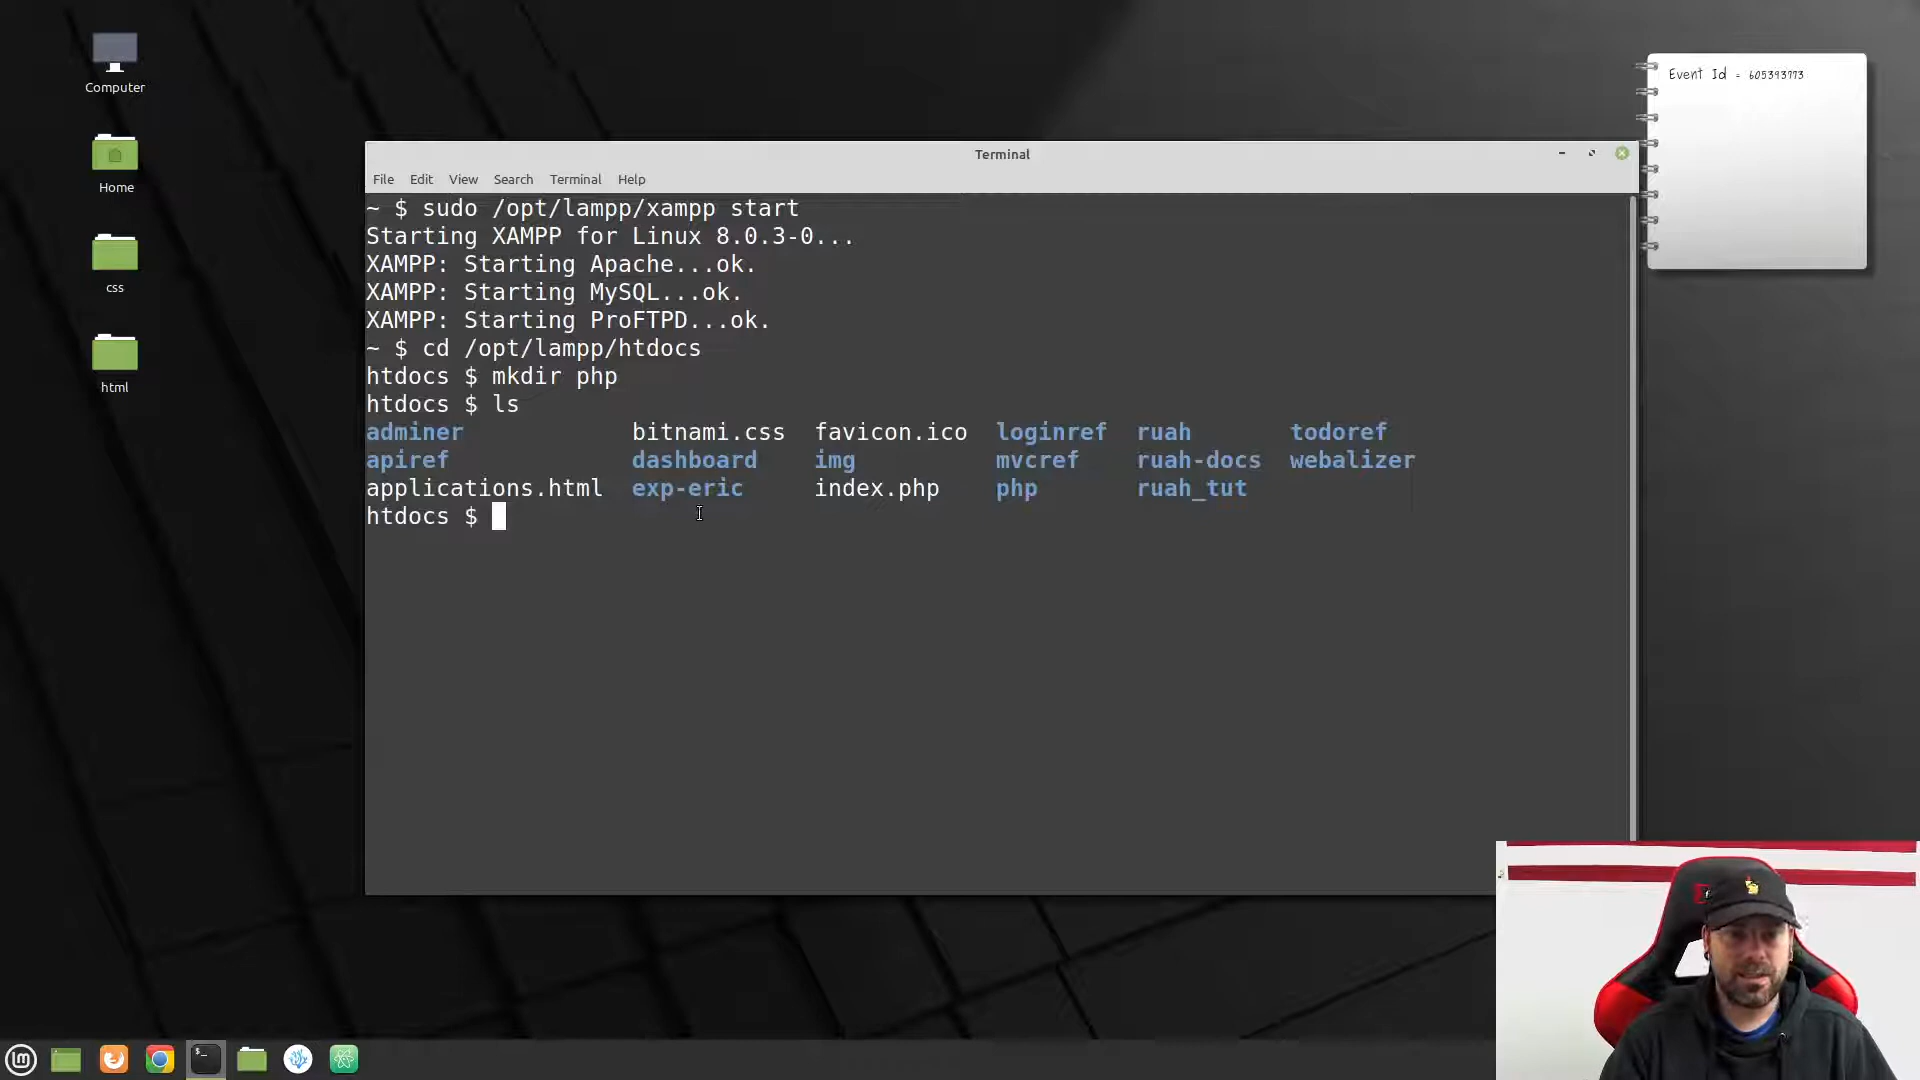 Computer
Home
css
html
Event Id = 605393773
Terminal
File Edit View Search Terminal Help
~ $ sudo /opt/lampp/xampp start
Starting XAMPP for Linux 8.0.3-0...
XAMPP: Starting Apache...ok.
XAMPP: Starting MySQL...ok.
XAMPP: Starting ProFTPD...ok.
~ $ cd /opt/lampp/htdocs
htdocs $ mkdir php
htdocs $ ls
adminer bitnami.css favicon.ico loginref ruah todoref
apiref dashboard img mvcref ruah-docs webalizer
applications.html exp-eric index.php php ruah_tut
htdocs $